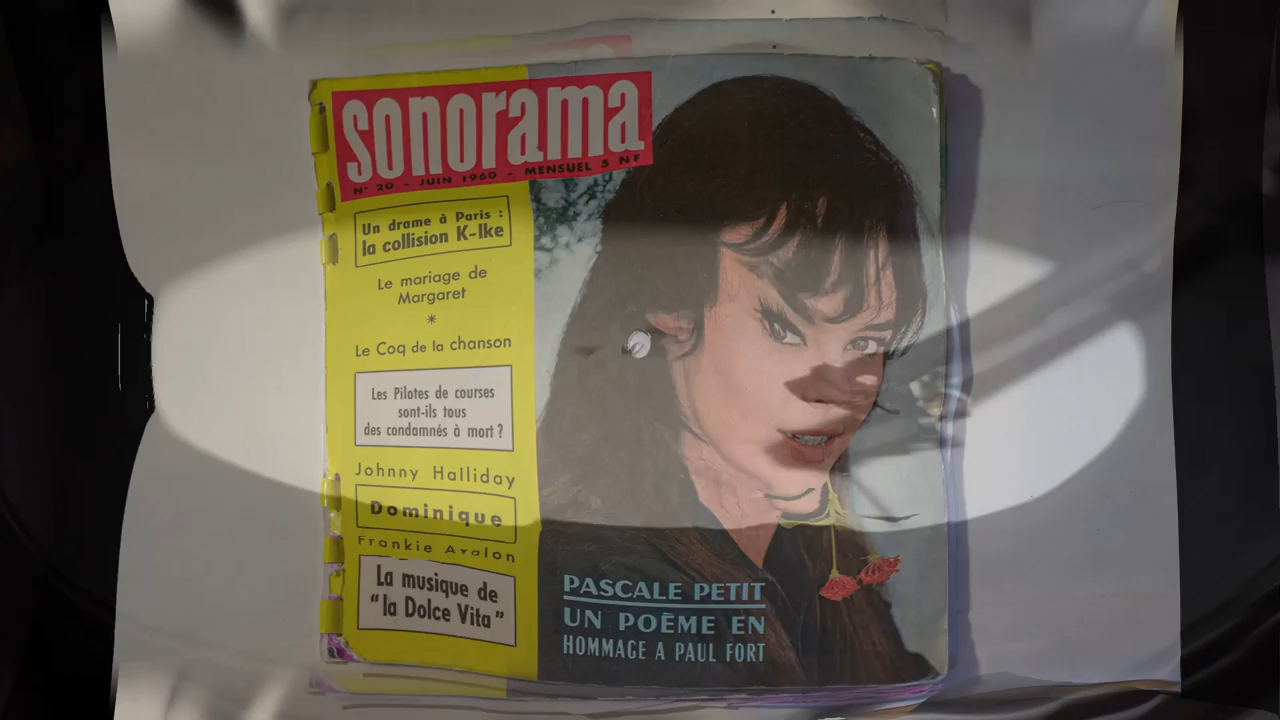 sonorama
N° 20 - JUIN 1960 - MENSUEL 5 NF
Un drame à Paris :
la collision K-Ike
Le mariage de
Margaret
*
Le Coq de la chanson
Les Pilotes de courses
sont-ils tous
des condamnés à mort ?
Johnny Halliday
Dominique
Frankie Avalon
La musique de
“la Dolce Vita”
PASCALE PETIT
UN POÈME EN
HOMMAGE A PAUL FORT